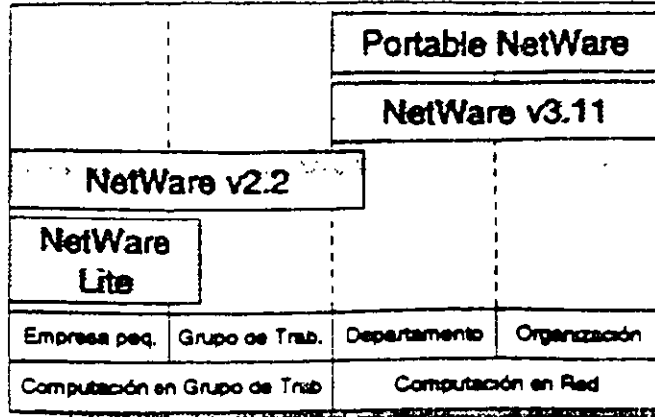 Portable NetWare
NetWare v3.11
NetWare v2.2
NetWare
Lite
Empresa peq. Grupo de Trab. Departamento Organización
Computación en Grupo de Trab Computación en Red